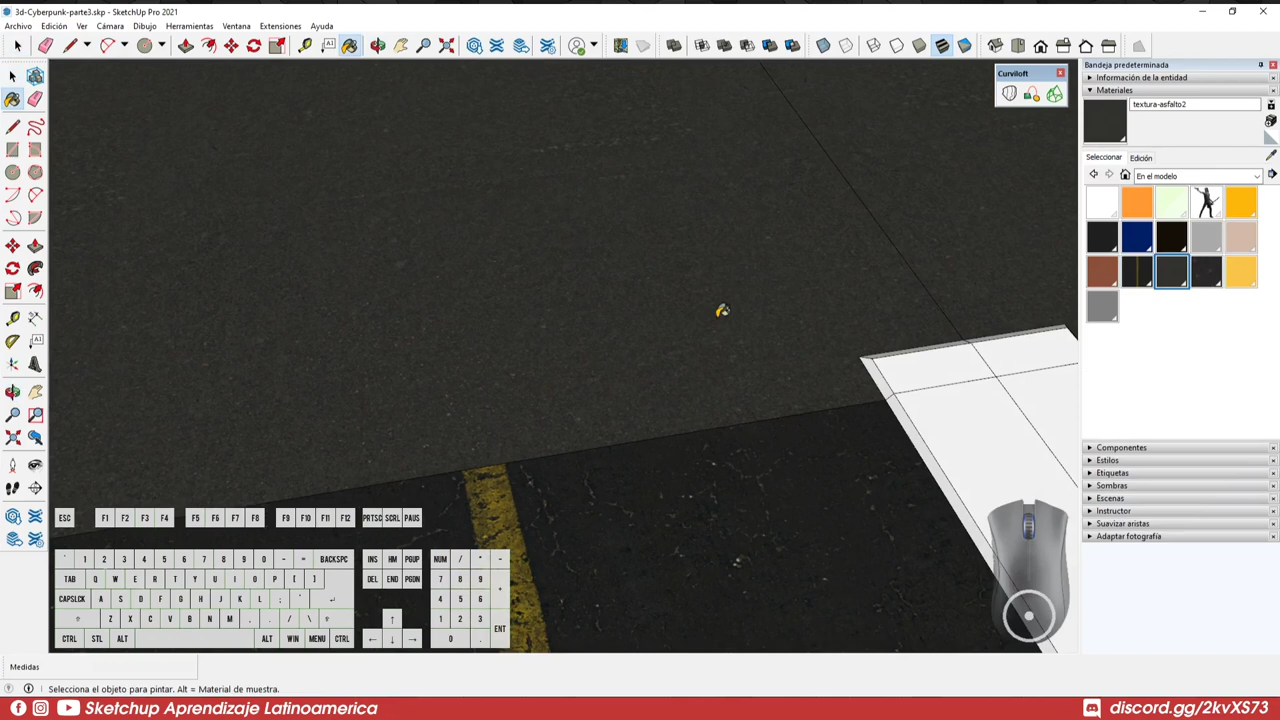 3d-Cyberpunk-parte3.skp - SketchUp Pro 2021
Archivo Edición Ver Cámara Dibujo Herramientas Ventana Extensiones Ayuda
Curviloft
Bandeja predeterminada
Información de la entidad
Materiales
textura-asfalto2
Seleccionar Edición
En el modelo
Componentes
Estilos
Etiquetas
Sombras
Escenas
Instructor
Suavizar aristas
Adaptar fotografía
ESC F1 F2 F3 F4 F5 F6 F7 F8 F9 F10 F11 F12 PRTSC SCRL PAUS
` 1 2 3 4 5 6 7 8 9 0 - = BACKSPC INS HM PGUP NUM / * -
TAB Q W E R T Y U I O P [ ] DEL END PGDN 7 8 9 +
CAPSLCK A S D F G H J K L ; ' ↵ 4 5 6
⇧ Z X C V B N M , . / \ ⇧ ↑ 1 2 3 ENT
CTRL STL ALT ALT WIN MENU CTRL ← ↓ → 0 .
Medidas
Selecciona el objeto para pintar. Alt = Material de muestra.
Sketchup Aprendizaje Latinoamerica
discord.gg/2kvXS73